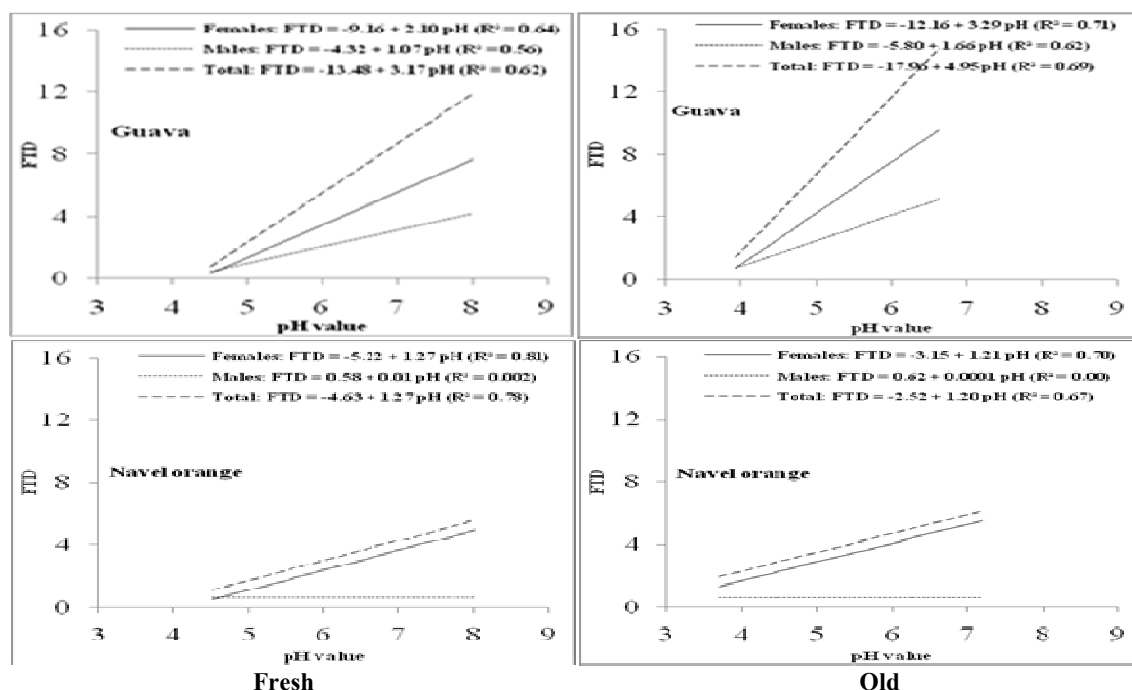 Females: FTD = -9.16 + 2.10 pH (R² = 0.64)
Males: FTD = -4.32 + 1.07 pH (R² = 0.56)
Total: FTD = -13.48 + 3.17 pH (R² = 0.62)
12
Guava
FTD
8
4
0
3 4 5 6 7 8 9
pH value
16
Females: FTD = -12.16 + 3.29 pH (R² = 0.71)
Males: FTD = -5.80 + 1.66 pH (R² = 0.62)
Total: FTD = -17.96 + 4.95 pH (R² = 0.69)
12
Guava
FTD
8
4
0
3 4 5 6 7 8 9
pH value
16
Females: FTD = -5.22 + 1.27 pH (R² = 0.81)
Males: FTD = 0.58 + 0.01 pH (R² = 0.002)
Total: FTD = -4.63 + 1.27 pH (R² = 0.78)
12
Navel orange
FTD
8
4
0
3 4 5 6 7 8 9
pH value
Fresh
16
Females: FTD = -3.15 + 1.21 pH (R² = 0.70)
Males: FTD = 0.62 + 0.0001 pH (R² = 0.00)
Total: FTD = -2.52 + 1.20 pH (R² = 0.67)
12
Navel orange
FTD
8
4
0
3 4 5 6 7 8 9
pH value
Old